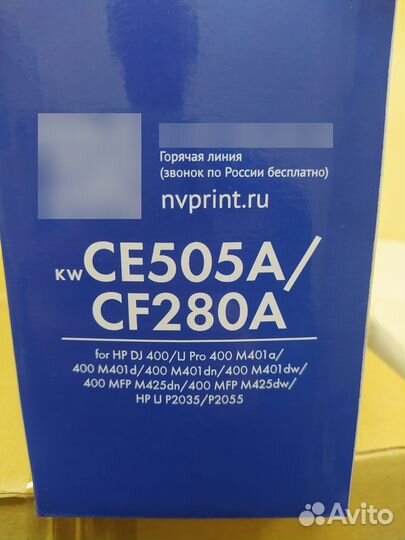 Горячая линия
(звонок по России бесплатно)
nvprint.ru
KW CE505A/
CF280A
for HP DJ 400/LJ Pro 400 M401a/
400 M401d/400 M401dn/400 M401dw/
400 MFP M425dn/400 MFP M425dw/
HP LJ P2035/P2055
Avito